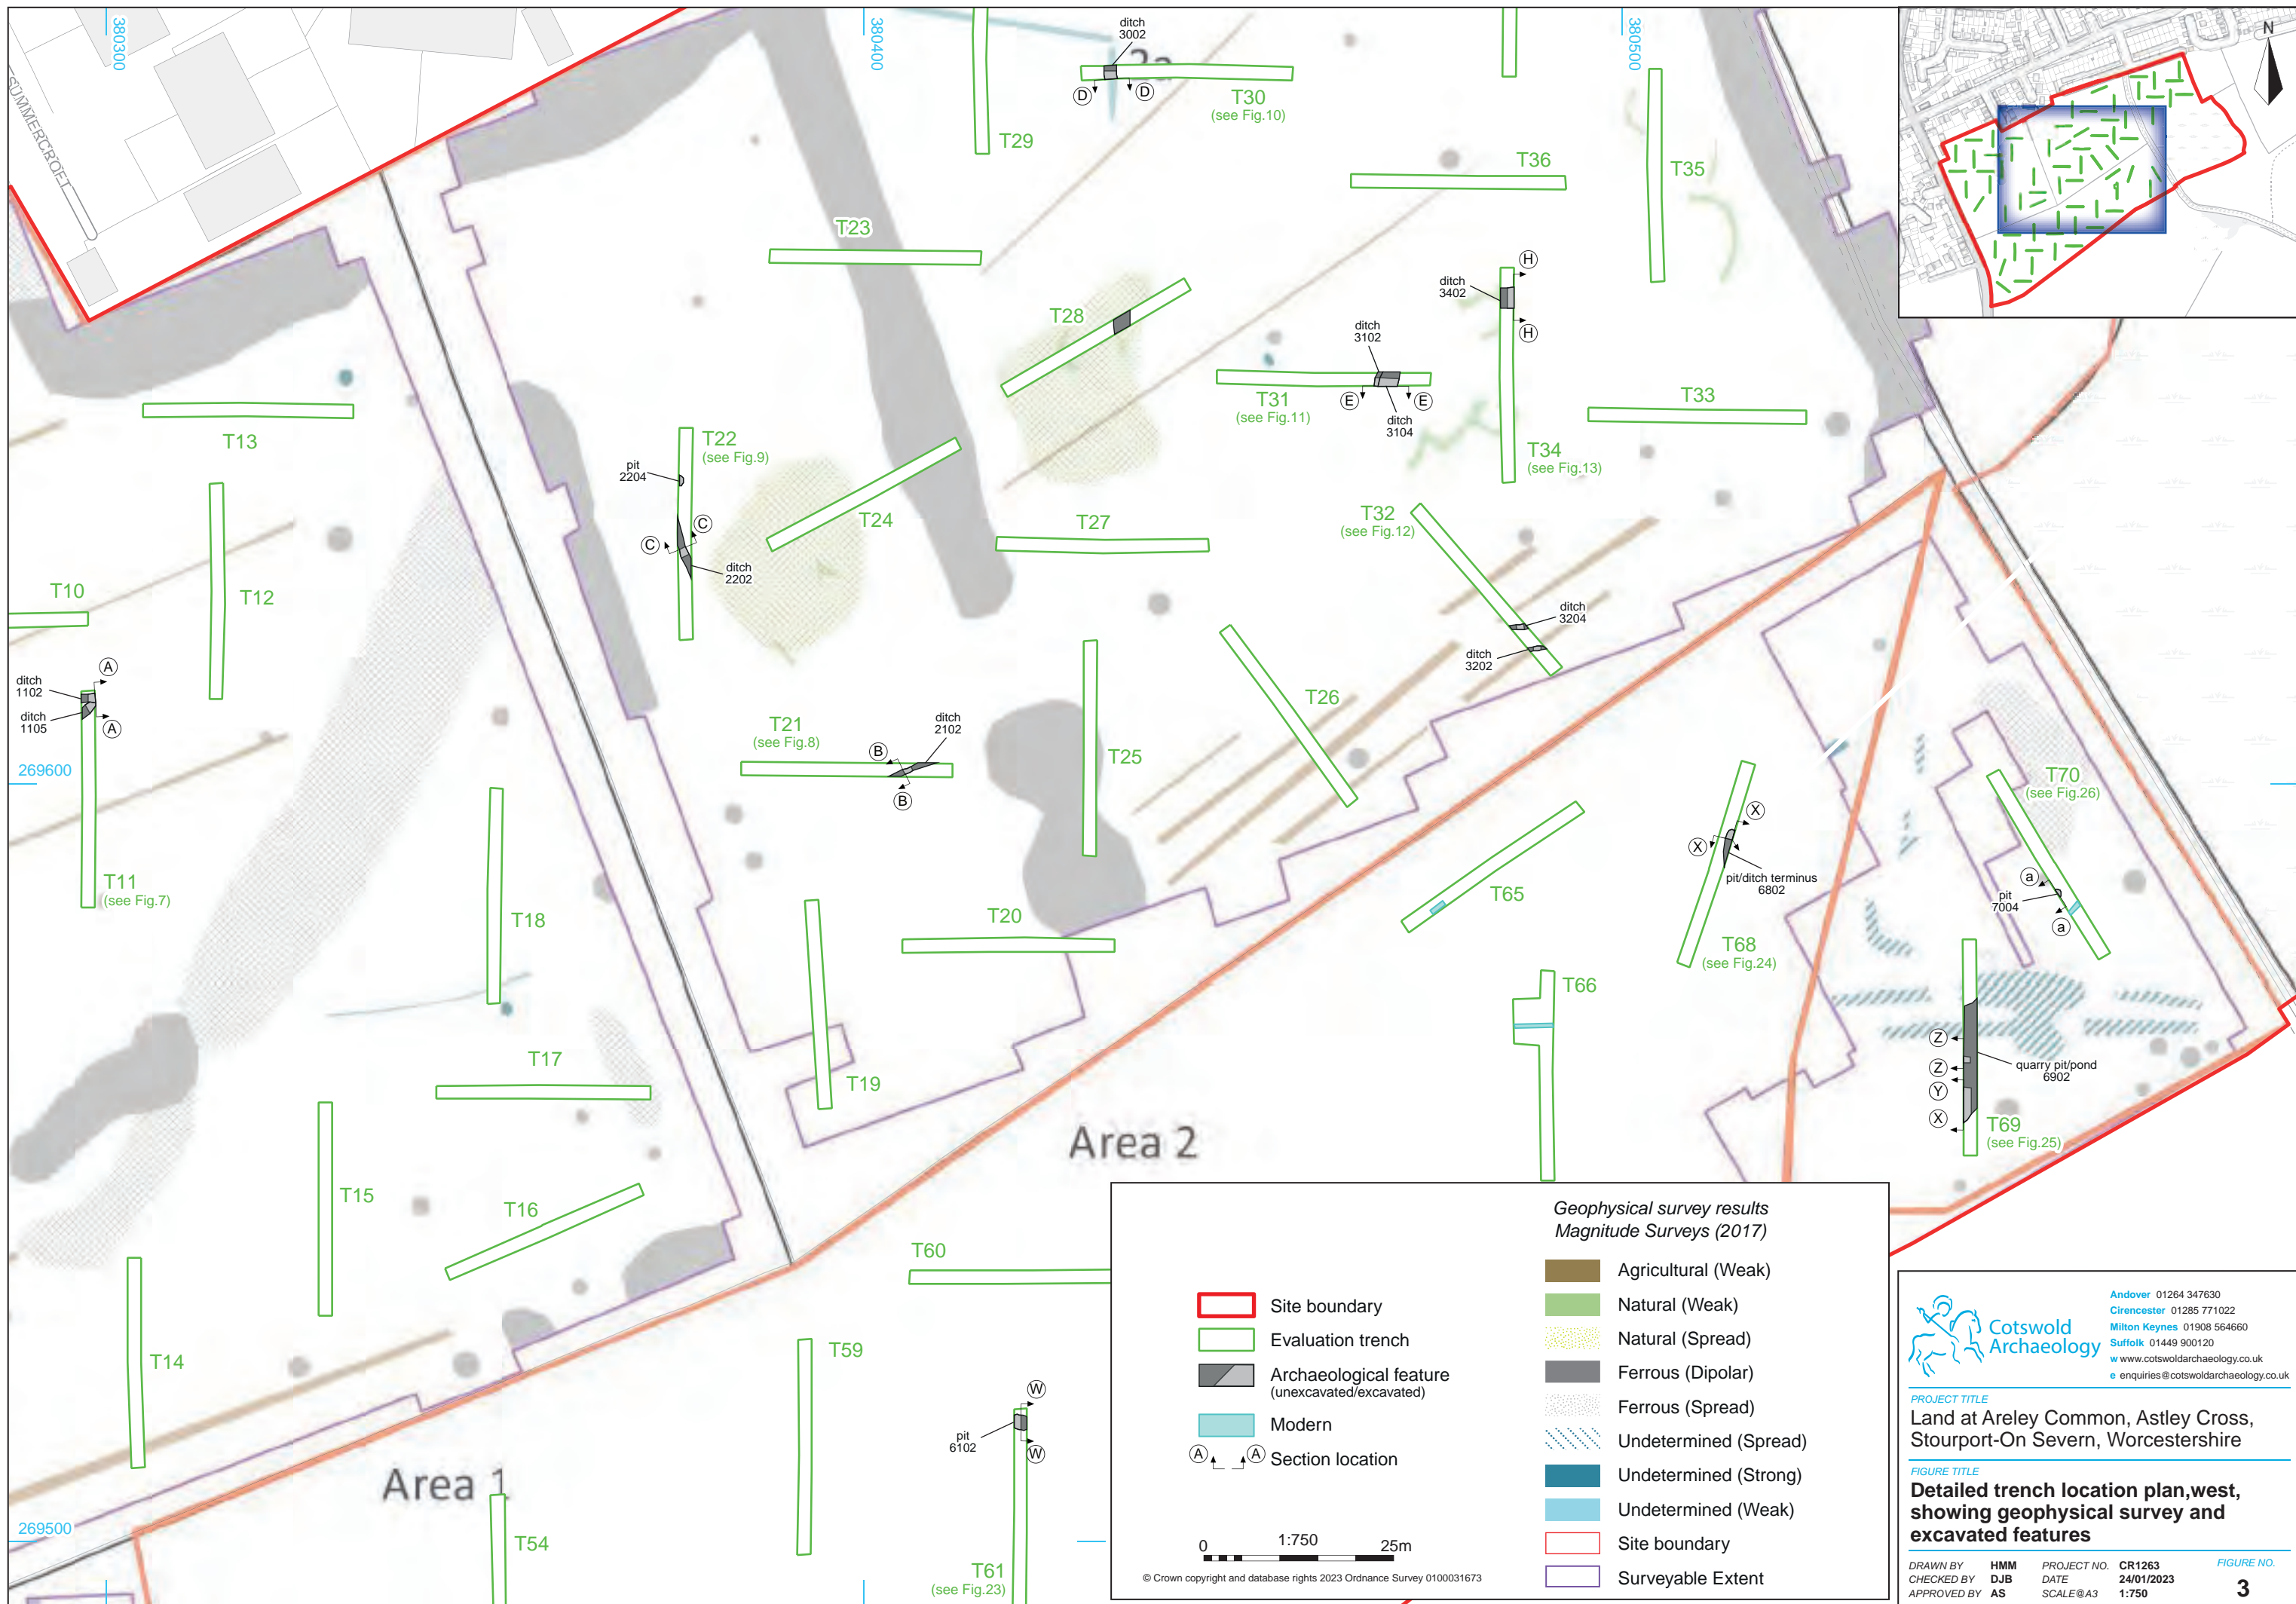 380300
380400
380500
SUMMERCROFT
ditch
3002
2a
D
D
T30
(see Fig.10)
T29
T36
T35
N
T23
T28
ditch
3402
H
H
ditch
3102
T31
(see Fig.11)
E
E
ditch
3104
T33
T34
(see Fig.13)
T13
T22
(see Fig.9)
pit
2204
C
C
ditch
2202
T24
T27
T32
(see Fig.12)
ditch
3204
ditch
3202
T10
T12
ditch
1102
A
ditch
1105
A
T26
T21
(see Fig.8)
B
ditch
2102
B
T25
269600
T70
(see Fig.26)
X
X
pit/ditch terminus
6802
a
pit
7004
a
T11
(see Fig.7)
T18
T20
T65
T68
(see Fig.24)
T66
T17
T19
Z
Z
Y
X
quarry pit/pond
6902
T69
(see Fig.25)
Area 2
T15
T16
T60
T14
T59
W
pit
6102
W
Area 1
269500
T54
T61
(see Fig.23)
Site boundary
Evaluation trench
Archaeological feature
(unexcavated/excavated)
Modern
A A Section location
0 1:750 25m
© Crown copyright and database rights 2023 Ordnance Survey 0100031673
Geophysical survey results
Magnitude Surveys (2017)
Agricultural (Weak)
Natural (Weak)
Natural (Spread)
Ferrous (Dipolar)
Ferrous (Spread)
Undetermined (Spread)
Undetermined (Strong)
Undetermined (Weak)
Site boundary
Surveyable Extent
Cotswold
Archaeology
Andover 01264 347630
Cirencester 01285 771022
Milton Keynes 01908 564660
Suffolk 01449 900120
w www.cotswoldarchaeology.co.uk
e enquiries@cotswoldarchaeology.co.uk
PROJECT TITLE
Land at Areley Common, Astley Cross,
Stourport-On Severn, Worcestershire
FIGURE TITLE
Detailed trench location plan,west,
showing geophysical survey and
excavated features
DRAWN BY HMM PROJECT NO. CR1263 FIGURE NO.
CHECKED BY DJB DATE 24/01/2023
APPROVED BY AS SCALE@A3 1:750 3